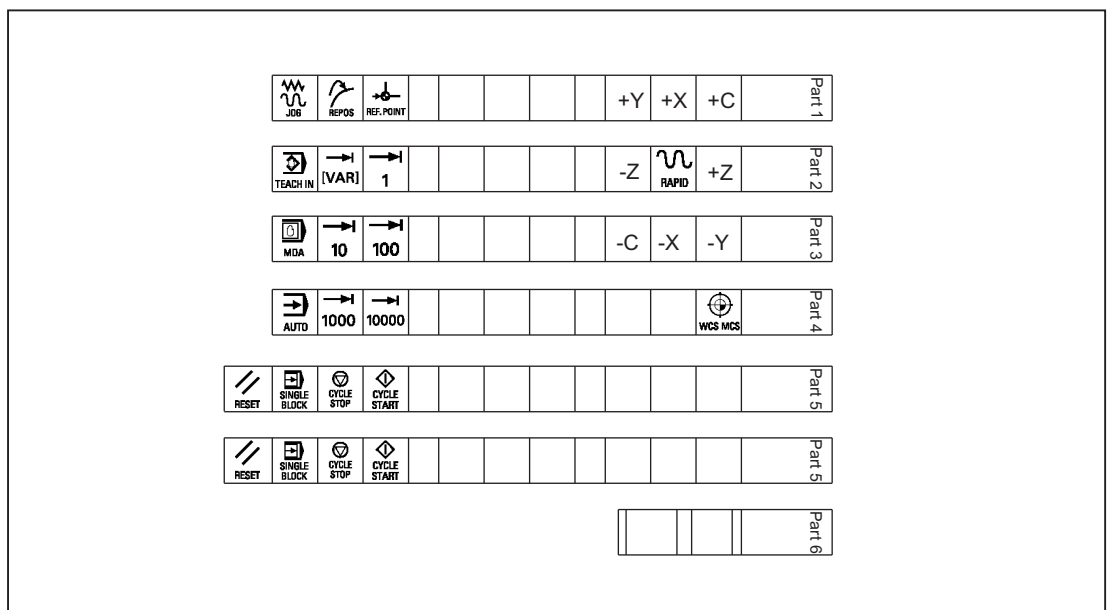 JOG REPOS REF. POINT +Y +X +C Part 1
TEACH IN [VAR] 1 -Z RAPID +Z Part 2
MDA 10 100 -C -X -Y Part 3
AUTO 1000 10000 WCS MCS Part 4
RESET SINGLE BLOCK CYCLE STOP CYCLE START Part 5
RESET SINGLE BLOCK CYCLE STOP CYCLE START Part 5
Part 6